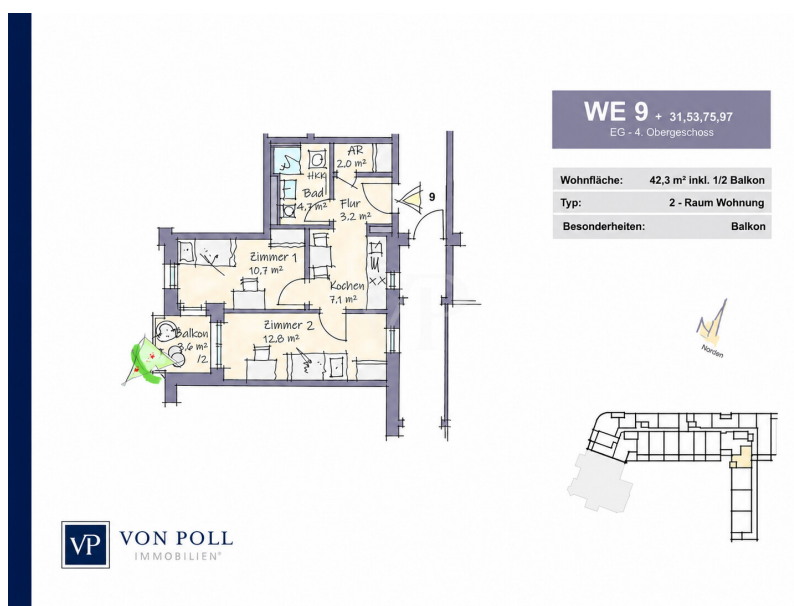 WE 9 + 31,53,75,97
EG - 4. Obergeschoss
Wohnfläche: 42,3 m² inkl. 1/2 Balkon
Typ: 2 - Raum Wohnung
Besonderheiten: Balkon
AR
2.0 m²
HKK
Bad
4,7 m²
Flur
3.2 m²
9
Zimmer 1
10,7 m²
Kochen
7,1 m²
Zimmer 2
12.8 m²
Balkon
3,6 m²
/2
Norden
VP
VP
VON POLL
IMMOBILIEN®